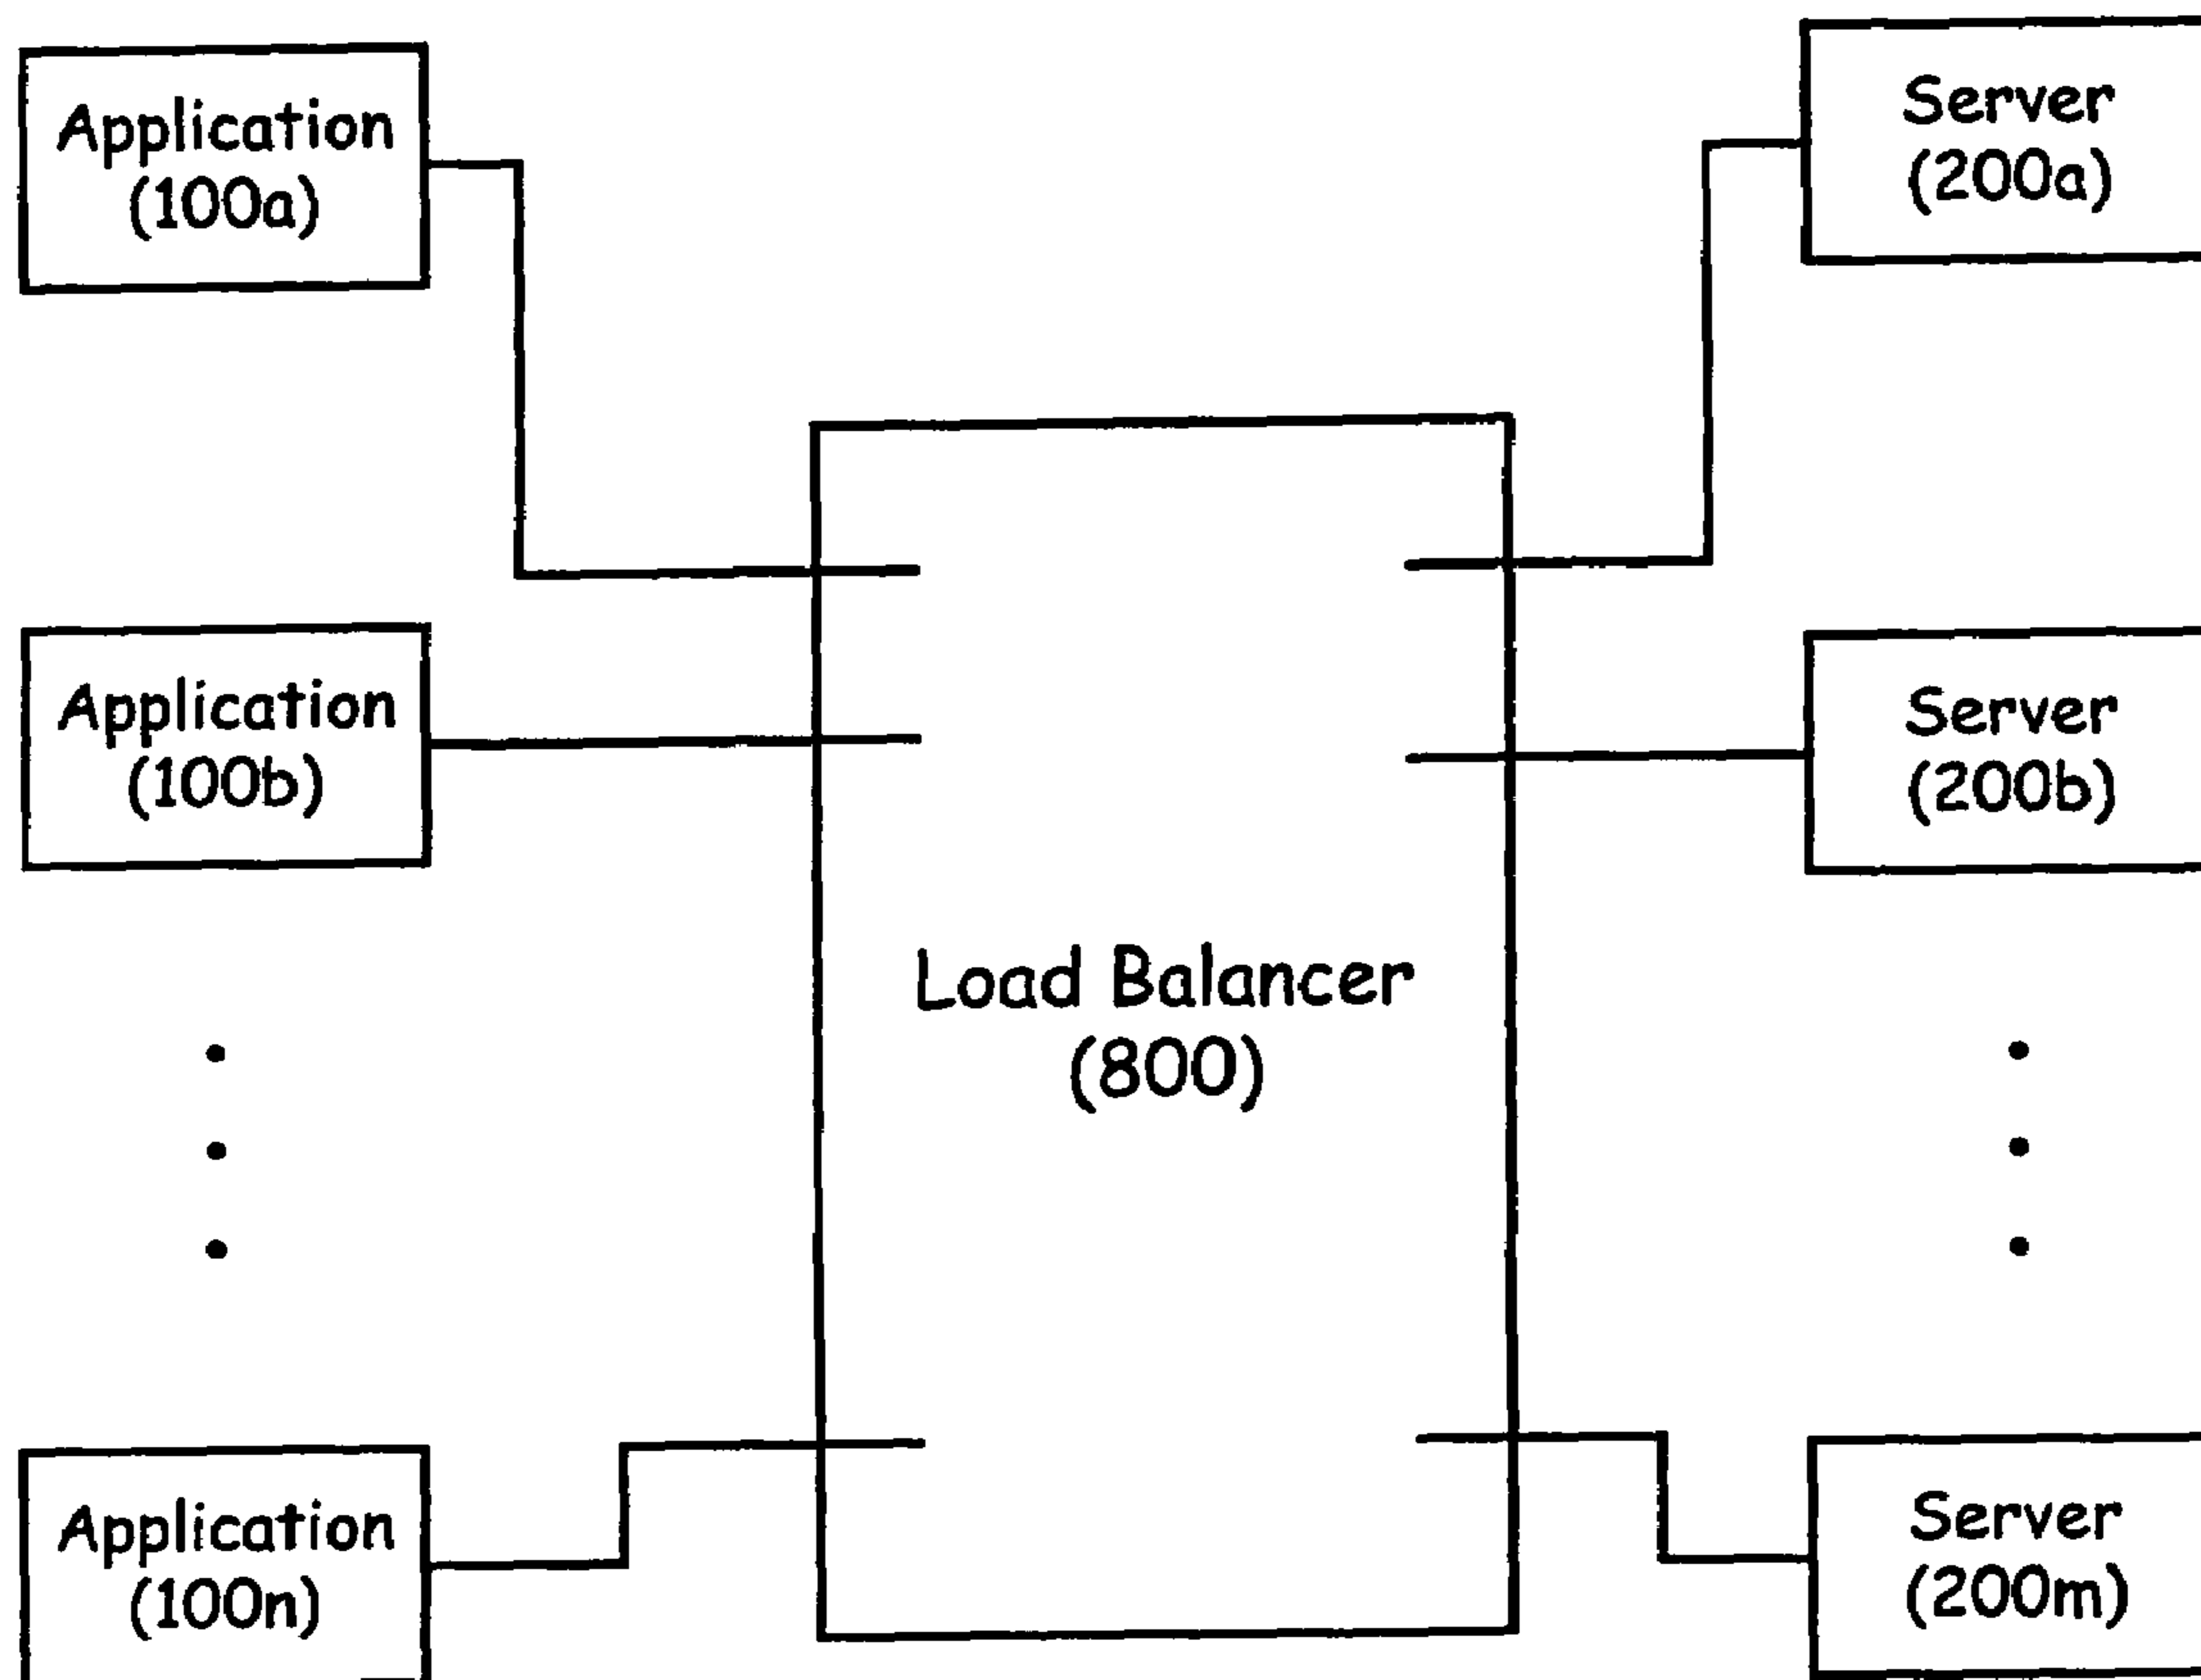 Application
(100a)
Server
(200a)
Application
(100b)
Server
(200b)
Load Balancer
(800)
Application
(100n)
Server
(200m)